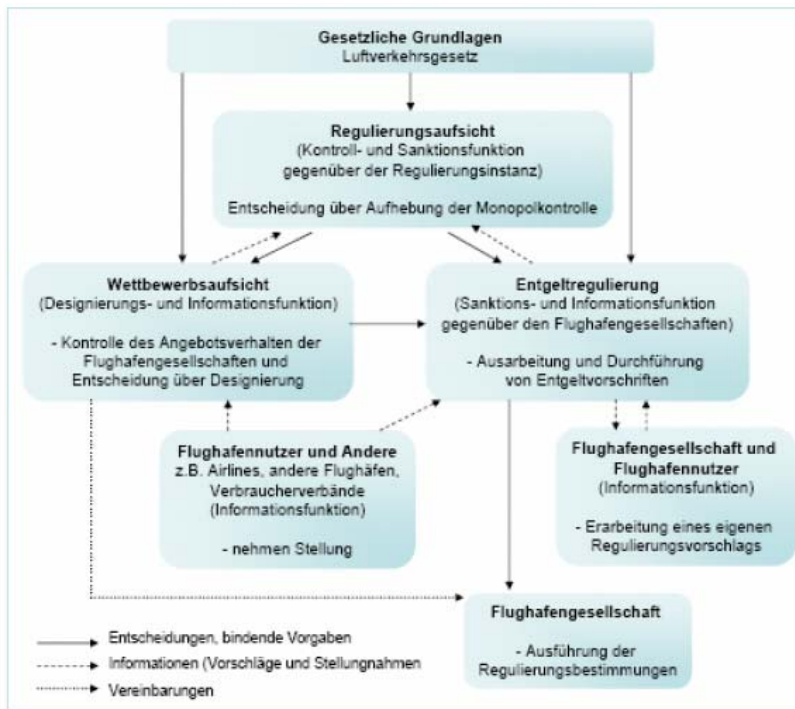 Gesetzliche Grundlagen
Luftverkehrsgesetz
Regulierungsaufsicht
(Kontroll- und Sanktionsfunktion
gegenüber der Regulierungsinstanz)
Entscheidung über Aufhebung der Monopolkontrolle
Wettbewerbsaufsicht
(Designierungs- und Informationsfunktion)
- Kontrolle des Angebotsverhalten der
Flughafengesellschaften und
Entscheidung über Designierung
Entgeltregulierung
(Sanktions- und Informationsfunktion
gegenüber den Flughafengesellschaften)
- Ausarbeitung und Durchführung
von Entgeltvorschriften
Flughafennutzer und Andere
z.B. Airlines, andere Flughäfen,
Verbraucherverbände
(Informationsfunktion)
- nehmen Stellung
Flughafengesellschaft und
Flughafennutzer
(Informationsfunktion)
- Erarbeitung eines eigenen
Regulierungsvorschlags
Flughafengesellschaft
- Ausführung der
Regulierungsbestimmungen
Entscheidungen, bindende Vorgaben
Informationen (Vorschläge und Stellungnahmen
Vereinbarungen